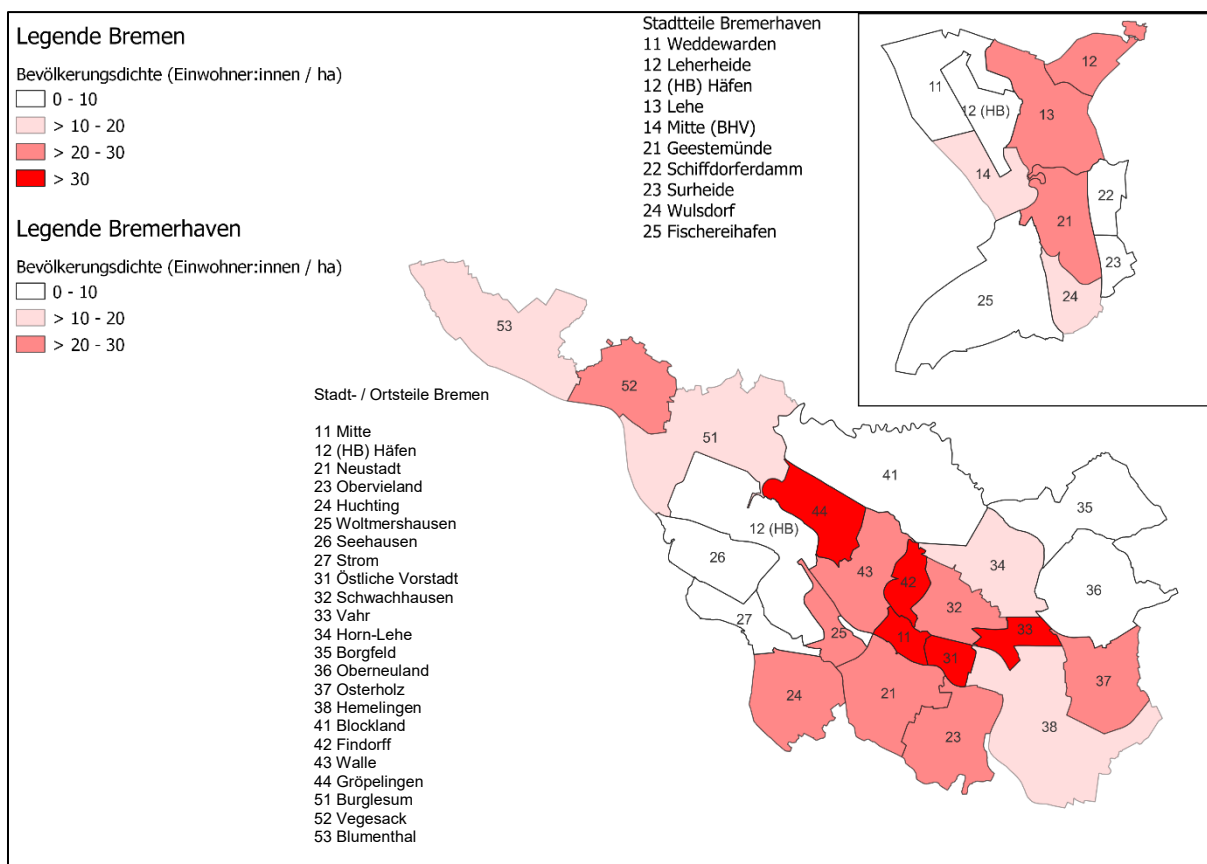 Legende Bremen
Bevölkerungsdichte (Einwohner:innen / ha)
0 - 10
> 10 - 20
> 20 - 30
> 30
Legende Bremerhaven
Bevölkerungsdichte (Einwohner:innen / ha)
0 - 10
> 10 - 20
> 20 - 30
Stadtteile Bremerhaven
11 Weddewarden
12 Leherheide
12 (HB) Häfen
13 Lehe
14 Mitte (BHV)
21 Geestemünde
22 Schiffdorferdamm
23 Surheide
24 Wulsdorf
25 Fischereihafen
12
11
12 (HB)
13
14
22
21
23
24
25
Stadt- / Ortsteile Bremen
11 Mitte
12 (HB) Häfen
21 Neustadt
23 Obervieland
24 Huchting
25 Woltmershausen
26 Seehausen
27 Strom
31 Östliche Vorstadt
32 Schwachhausen
33 Vahr
34 Horn-Lehe
35 Borgfeld
36 Oberneuland
37 Osterholz
38 Hemelingen
41 Blockland
42 Findorff
43 Walle
44 Gröpelingen
51 Burglesum
52 Vegesack
53 Blumenthal
53
52
51
41
35
44
12 (HB)
26
43
34
42
36
32
27
25
11
33
31
24
21
37
38
23